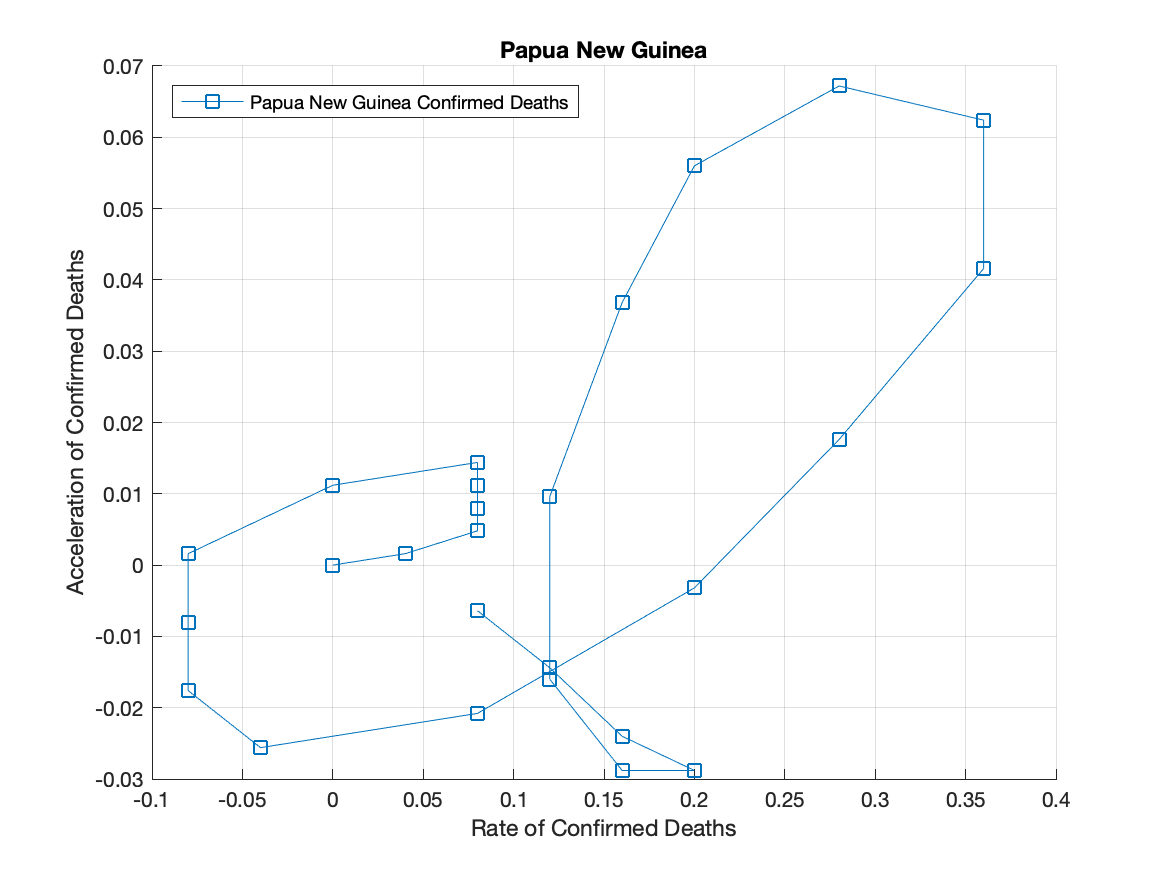 Papua New Guinea
0.07
Papua New Guinea Confirmed Deaths
0.06
0.05
0.04
0.03
0.02
0.01
0
-0.01
-0.02
-0.03
Acceleration of Confirmed Deaths
-0.1 -0.05 0 0.05 0.1 0.15 0.2 0.25 0.3 0.35 0.4
Rate of Confirmed Deaths